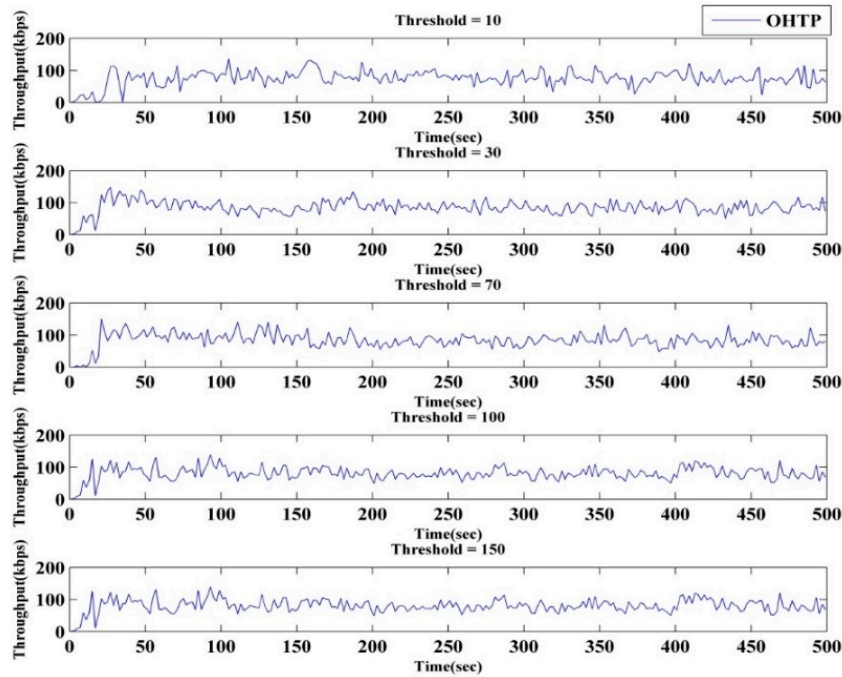 Threshold = 10
OHTP
Throughput(kbps)
200
100
0
0 50 100 150 200 250 300 350 400 450 500
Time(sec)
Threshold = 30
Throughput(kbps)
200
100
0
0 50 100 150 200 250 300 350 400 450 500
Time(sec)
Threshold = 70
Throughput(kbps)
200
100
0
0 50 100 150 200 250 300 350 400 450 500
Time(sec)
Threshold = 100
Throughput(kbps)
200
100
0
0 50 100 150 200 250 300 350 400 450 500
Time(sec)
Threshold = 150
Throughput(kbps)
200
100
0
0 50 100 150 200 250 300 350 400 450 500
Time(sec)